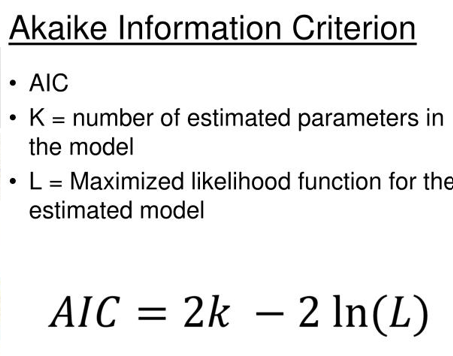 Akaike Information Criterion
• AIC
• K = number of estimated parameters in
the model
• L = Maximized likelihood function for the
estimated model
AIC = 2k − 2 ln(L)